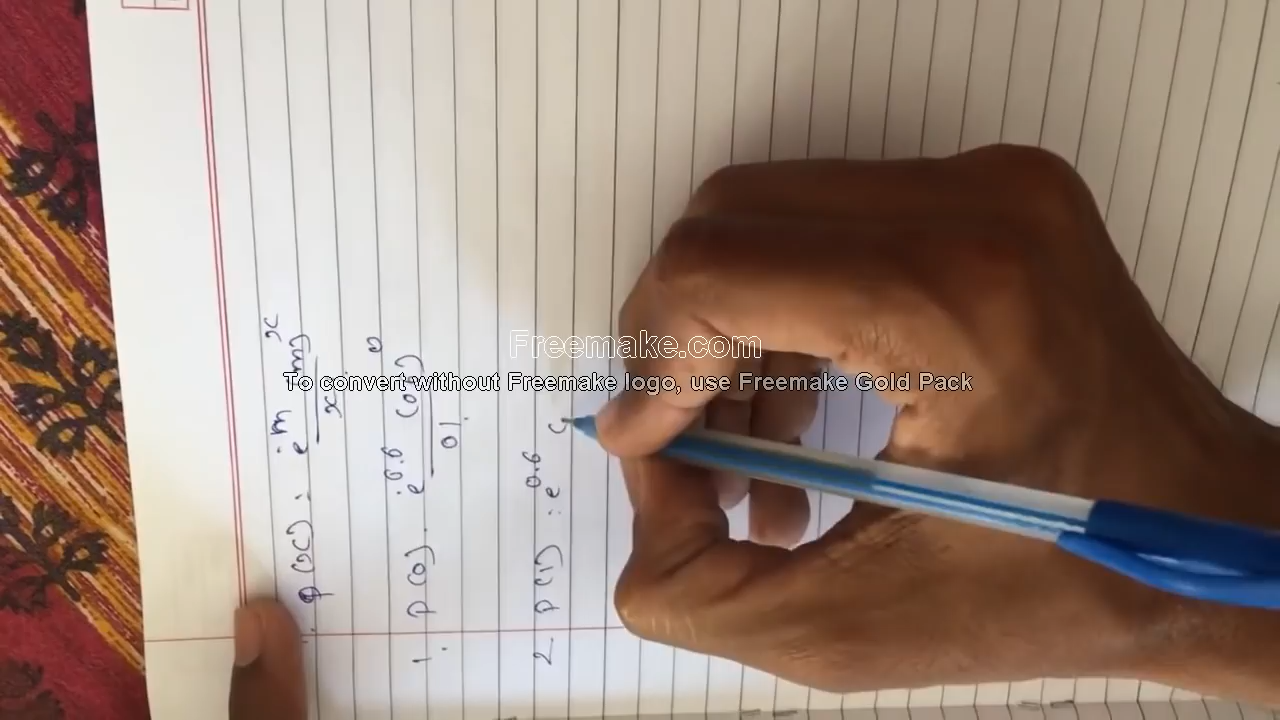 P(x) = e^-m (m)^x / x!
1. P(0) = e^-0.6 (0.6)^0 / 0!
2- P(1) = e^0.6 (
Freemake.com
To convert without Freemake logo, use Freemake Gold Pack